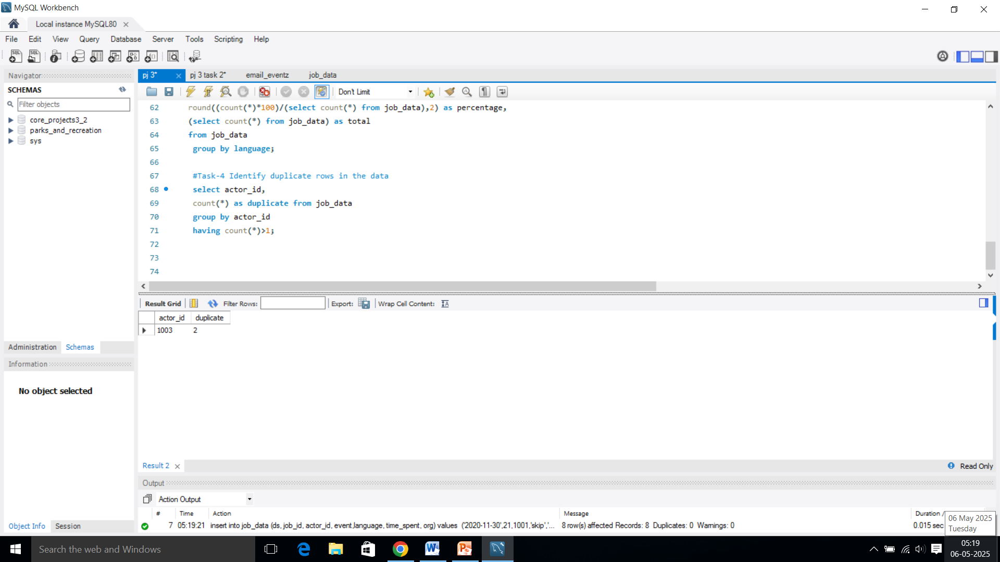 MySQL Workbench
Local instance MySQL80
File Edit View Query Database Server Tools Scripting Help
Navigator
SCHEMAS
Filter objects
core_projects3_2
parks_and_recreation
sys
Administration Schemas
Information
No object selected
Object Info Session
pj 3* pj 3 task 2* email_eventz job_data
Don't Limit
62 round((count(*)*100)/(select count(*) from job_data),2) as percentage,
63 (select count(*) from job_data) as total
64 from job_data
65 group by language;
66
67 #Task-4 Identify duplicate rows in the data
68 select actor_id,
69 count(*) as duplicate from job_data
70 group by actor_id
71 having count(*)>1;
72
73
74
Result Grid Filter Rows: Export: Wrap Cell Content:
actor_id duplicate
1003 2
Result 2 Read Only
Output
Action Output
# Time Action Message Duration /
7 05:19:21 insert into job_data (ds, job_id, actor_id, event,language, time_spent, org) values ('2020-11-30',21,1001,'skip','... 8 row(s) affected Records: 8 Duplicates: 0 Warnings: 0 0.015 sec
06 May 2025
Tuesday
Search the web and Windows
05:19
06-05-2025